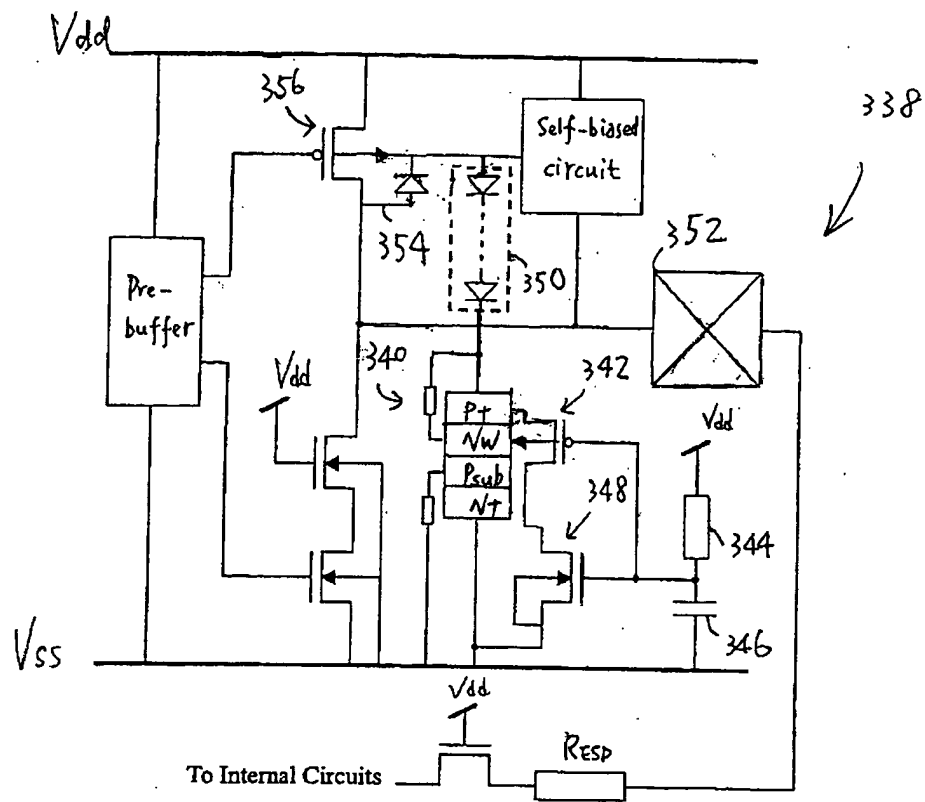 Vdd
356
Self-biased
circuit
338
354
350
352
Pre-
buffer
Vdd
340
342
P+
NW
Psub
N+
348
Vdd
344
346
Vss
Vdd
RESD
To Internal Circuits